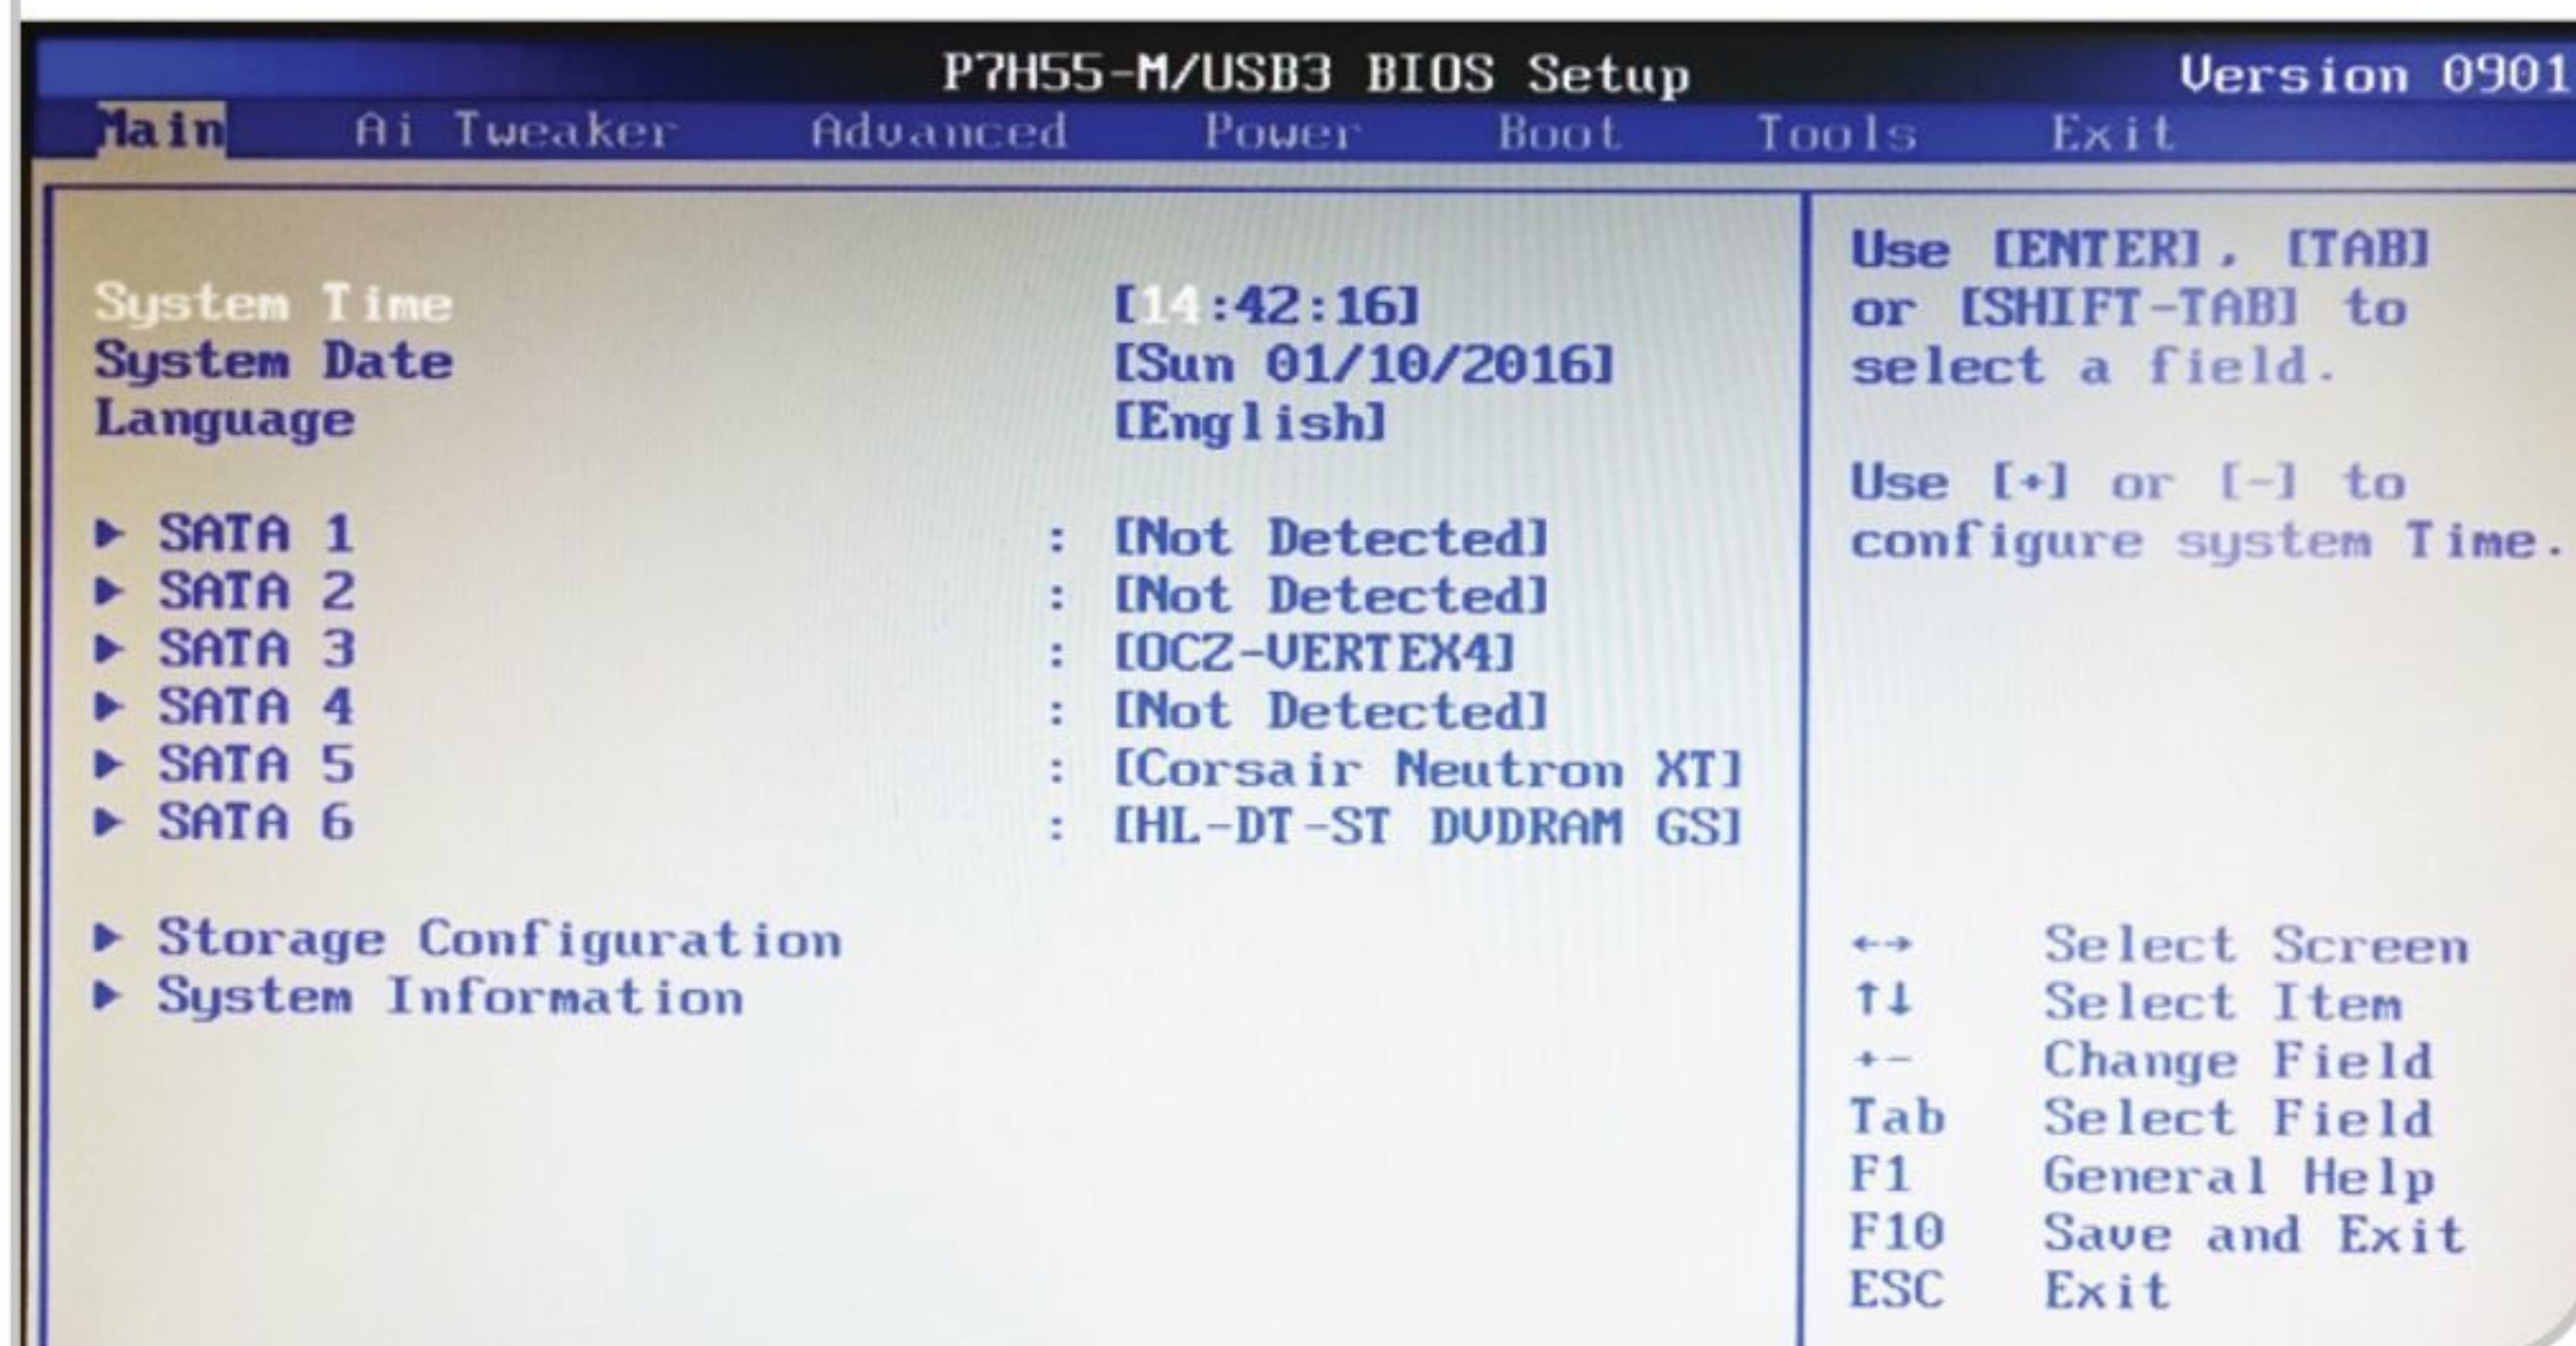 P7H55-M/USB3 BIOS Setup Version 0901
Main Ai Tweaker Advanced Power Boot Tools Exit
System Time [14:42:16]
System Date [Sun 01/10/2016]
Language [English]
▶ SATA 1 : [Not Detected]
▶ SATA 2 : [Not Detected]
▶ SATA 3 : [OCZ-VERTEX4]
▶ SATA 4 : [Not Detected]
▶ SATA 5 : [Corsair Neutron XT]
▶ SATA 6 : [HL-DT-ST DVDRAM GS]
▶ Storage Configuration
▶ System Information
Use [ENTER], [TAB]
or [SHIFT-TAB] to
select a field.
Use [+] or [-] to
configure system Time.
←→ Select Screen
↑↓ Select Item
+- Change Field
Tab Select Field
F1 General Help
F10 Save and Exit
ESC Exit